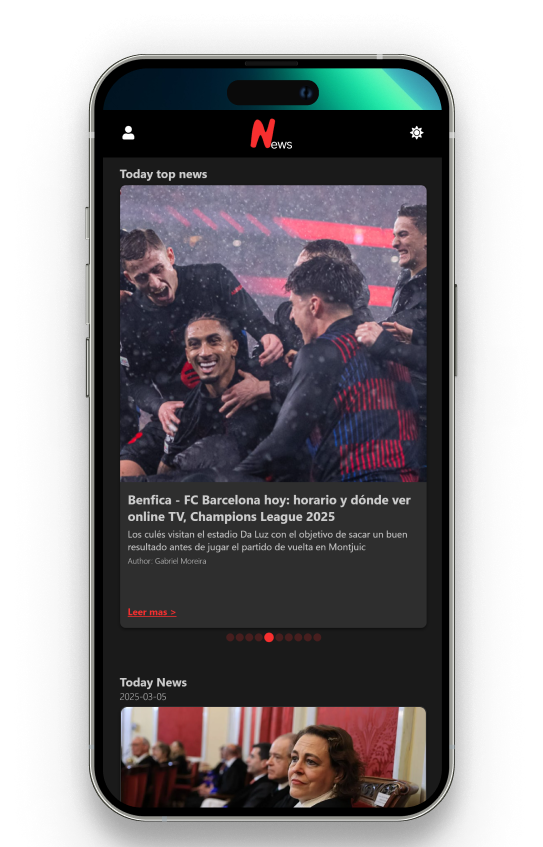 News
Today top news
Benfica - FC Barcelona hoy: horario y dónde ver
online TV, Champions League 2025
Los culés visitan el estadio Da Luz con el objetivo de sacar un buen
resultado antes de jugar el partido de vuelta en Montjuic
Author: Gabriel Moreira
Leer mas >
Today News
2025-03-05